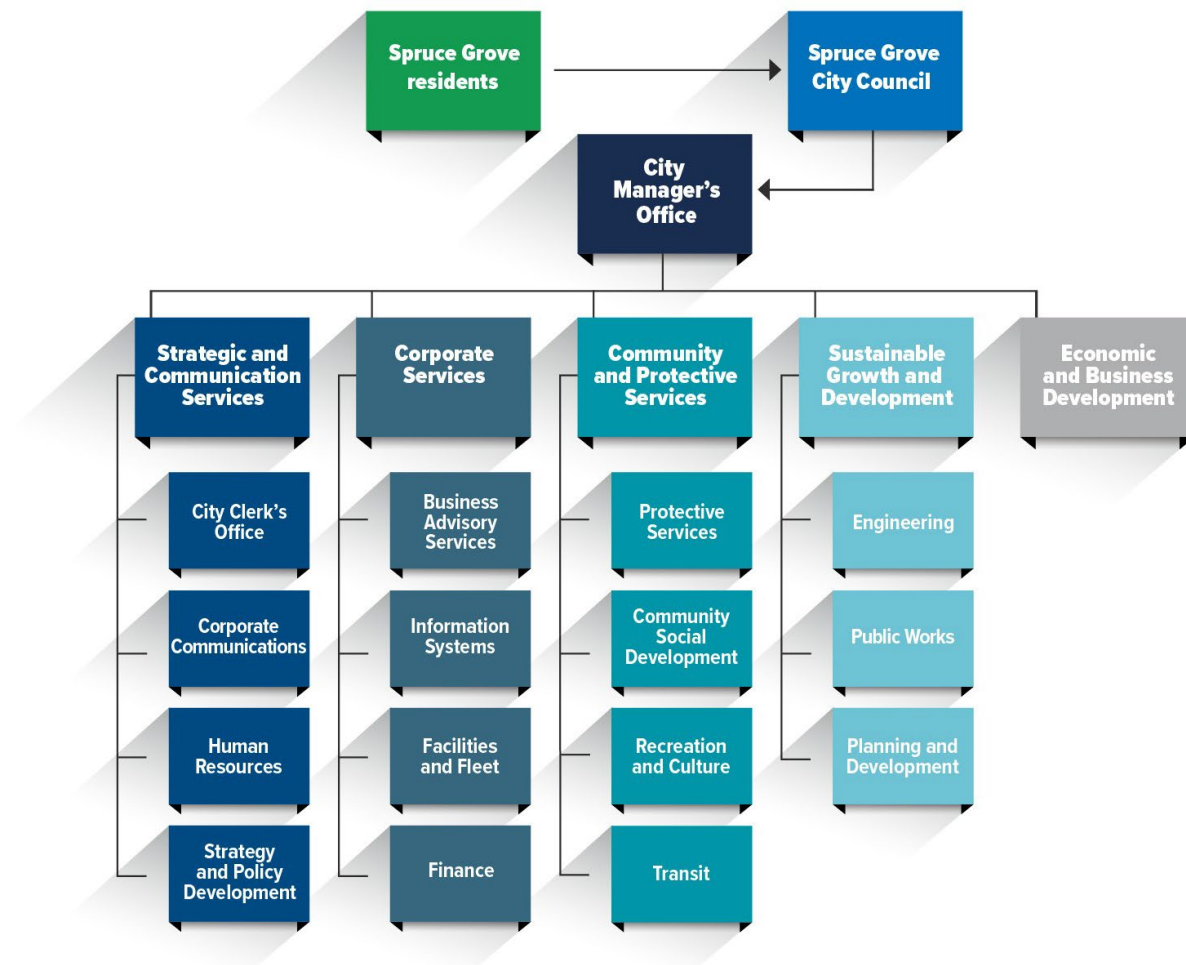 Spruce Grove
residents
Spruce Grove
City Council
City
Manager's
Office
Strategic and
Communication
Services
Corporate
Services
Community
and Protective
Services
Sustainable
Growth and
Development
Economic
and Business
Development
City Clerk's
Office
Business
Advisory
Services
Protective
Services
Engineering
Corporate
Communications
Information
Systems
Community
Social
Development
Public Works
Human
Resources
Facilities
and Fleet
Recreation
and Culture
Planning and
Development
Strategy
and Policy
Development
Finance
Transit